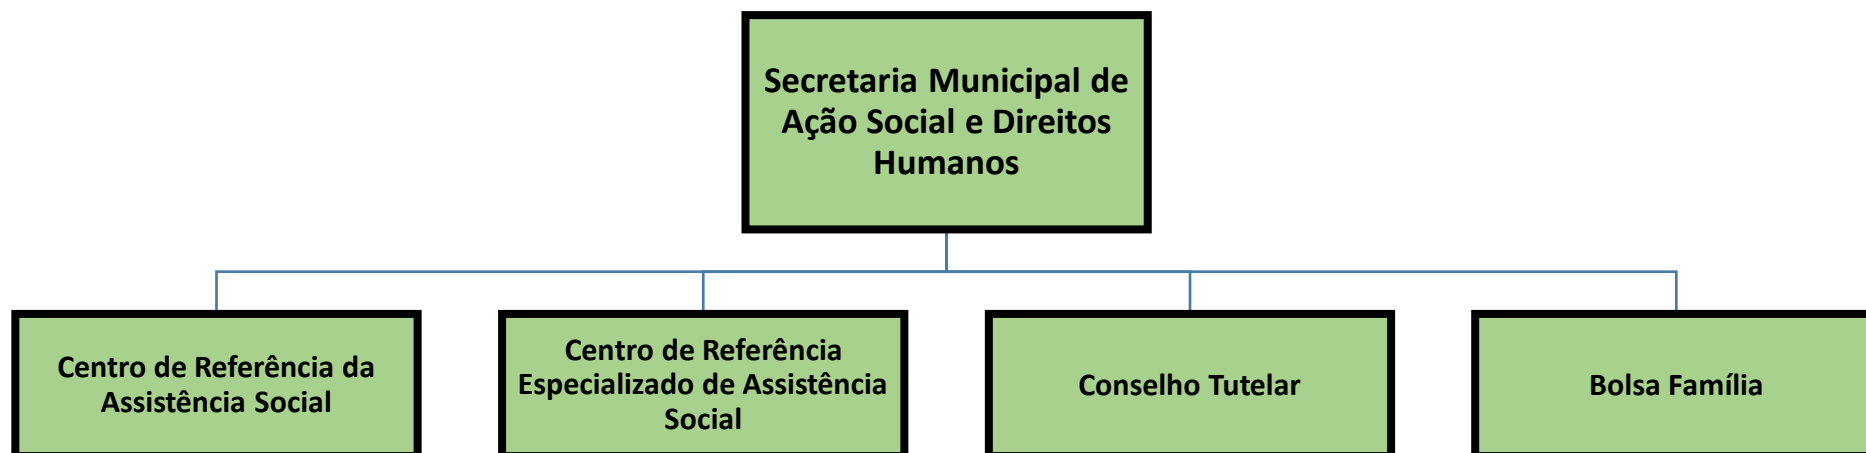 Secretaria Municipal de
Ação Social e Direitos
Humanos
Centro de Referência da
Assistência Social
Centro de Referência
Especializado de Assistência
Social
Conselho Tutelar
Bolsa Família